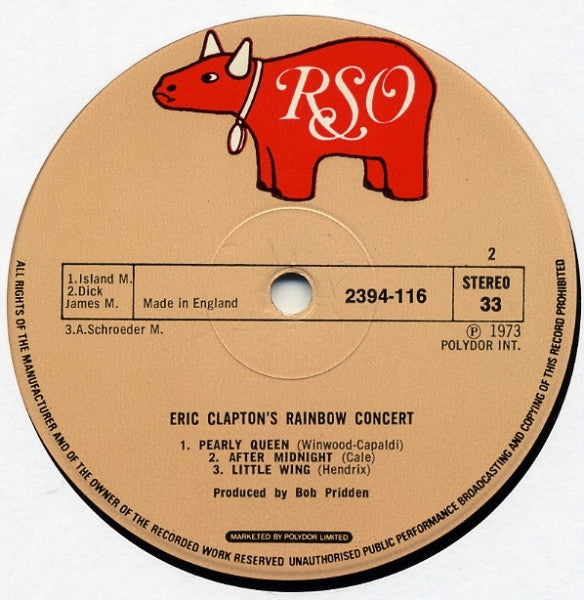 RSO
2
1.Island M.
2.Dick
James M.
Made in England
2394-116
STEREO
33
3.A.Schroeder M.
Ⓟ 1973
POLYDOR INT.
ERIC CLAPTON'S RAINBOW CONCERT
1. PEARLY QUEEN (Winwood-Capaldi)
2. AFTER MIDNIGHT (Cale)
3. LITTLE WING (Hendrix)
Produced by Bob Pridden
MARKETED BY POLYDOR LIMITED
ALL RIGHTS OF THE MANUFACTURER AND OF THE OWNER OF THE RECORDED WORK RESERVED UNAUTHORISED PUBLIC PERFORMANCE BROADCASTING AND COPYING OF THIS RECORD PROHIBITED